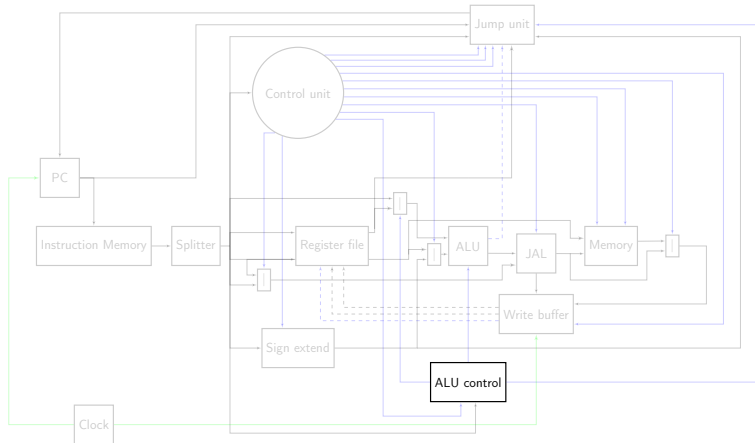 Jump unit
Control unit
PC
Instruction Memory
Splitter
Register file
ALU
JAL
Memory
Write buffer
Sign extend
ALU control
Clock